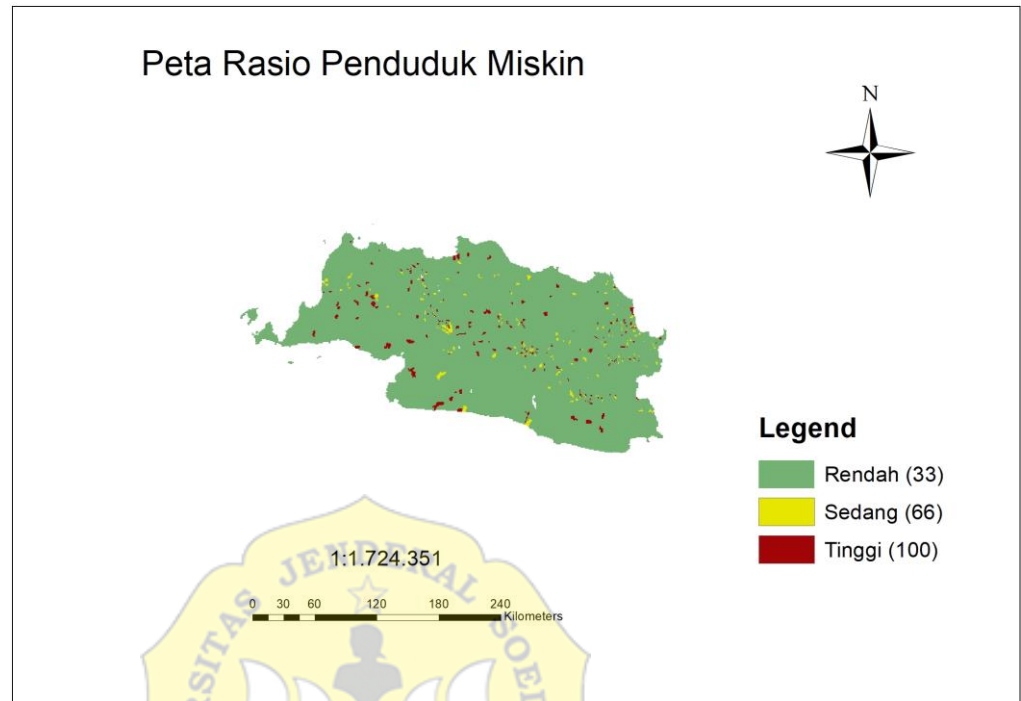 Peta Rasio Penduduk Miskin
N
Legend
Rendah (33)
Sedang (66)
Tinggi (100)
1:1.724.351
0 30 60 120 180 240
Kilometers
JENDERAL